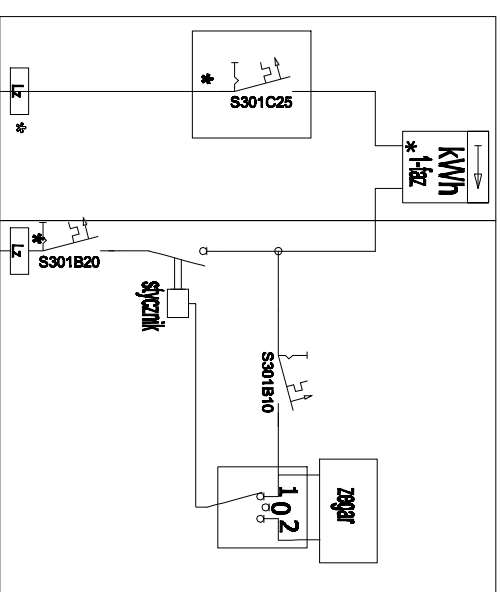 Lz
*
*
S301C25
kWh
* 1-faz
Lz
*
S301B20
stycznik
S301B10
1 0 2
zegar